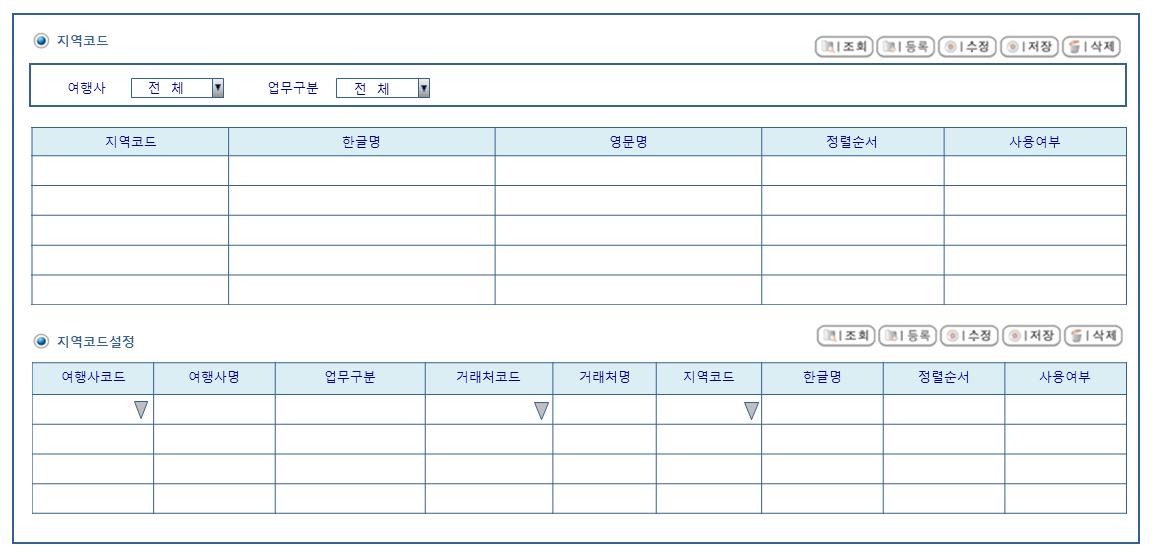 지역코드
조회 등록 수정 저장 삭제
여행사 전 체 업무구분 전 체
지역코드 한글명 영문명 정렬순서 사용여부
지역코드설정
조회 등록 수정 저장 삭제
여행사코드 여행사명 업무구분 거래처코드 거래처명 지역코드 한글명 정렬순서 사용여부